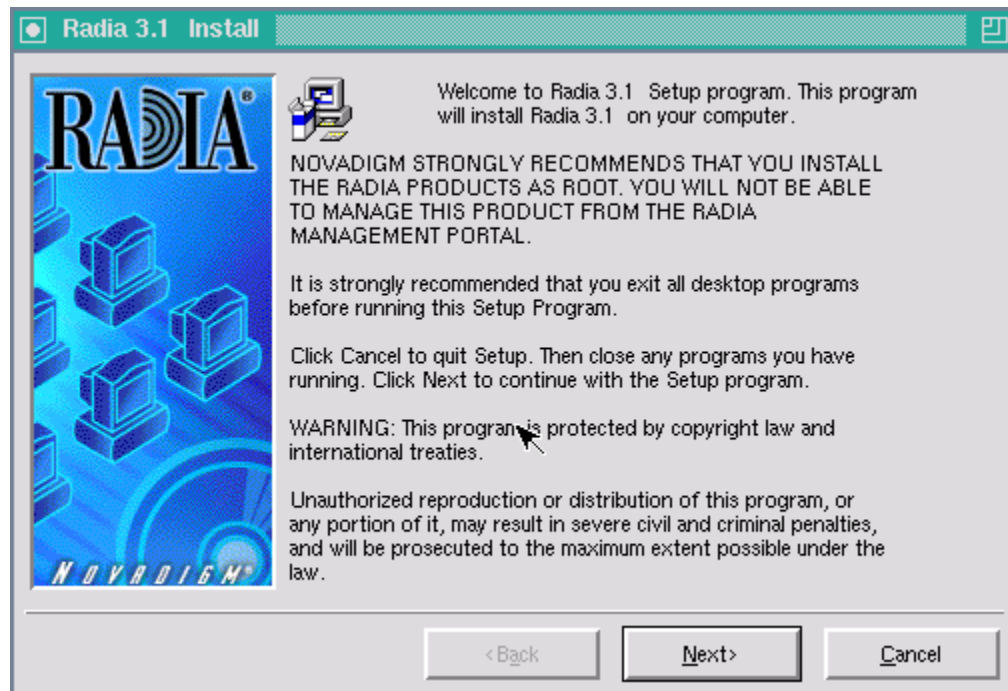 Radia 3.1 Install
RADIA®
Welcome to Radia 3.1 Setup program. This program
will install Radia 3.1 on your computer.
NOVADIGM STRONGLY RECOMMENDS THAT YOU INSTALL
THE RADIA PRODUCTS AS ROOT. YOU WILL NOT BE ABLE
TO MANAGE THIS PRODUCT FROM THE RADIA
MANAGEMENT PORTAL.
It is strongly recommended that you exit all desktop programs
before running this Setup Program.
Click Cancel to quit Setup. Then close any programs you have
running. Click Next to continue with the Setup program.
WARNING: This program is protected by copyright law and
international treaties.
Unauthorized reproduction or distribution of this program, or
any portion of it, may result in severe civil and criminal penalties,
and will be prosecuted to the maximum extent possible under the
law.
NOVADIGM®
<Back
Next>
Cancel